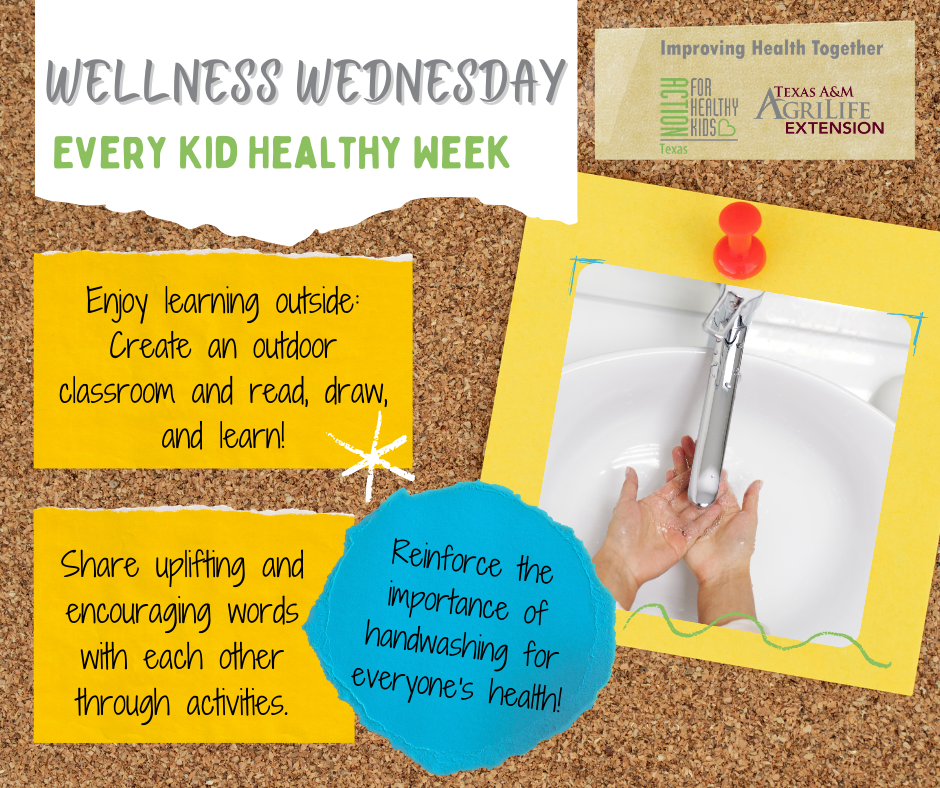 WELLNESS WEDNESDAY
EVERY KID HEALTHY WEEK
Improving Health Together
ACTION
FOR
HEALTHY
KIDS
Texas
TEXAS A&M
AGRILIFE
EXTENSION
Enjoy learning outside:
Create an outdoor
classroom and read, draw,
and learn!
Share uplifting and
encouraging words
with each other
through activities.
Reinforce the
importance of
handwashing for
everyone's health!